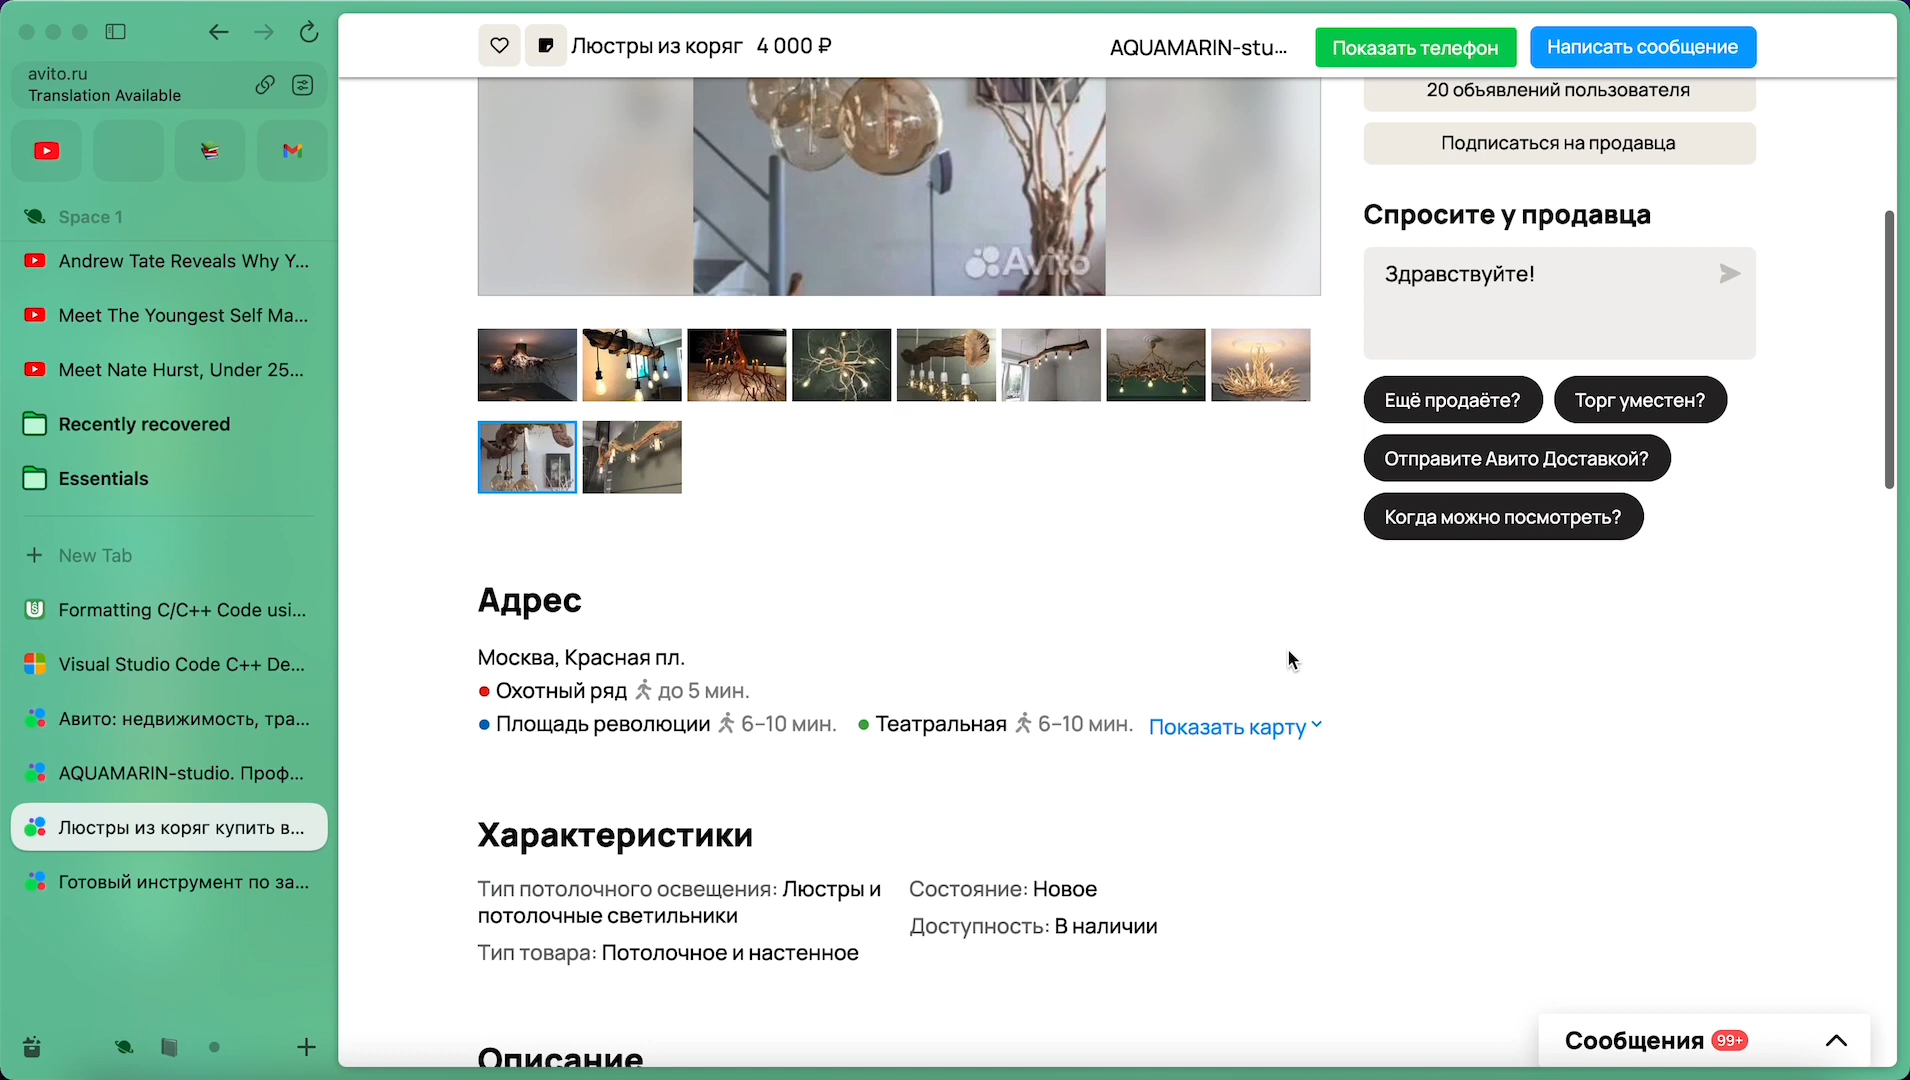 avito.ru
Translation Available
Space 1
Andrew Tate Reveals Why Y...
Meet The Youngest Self Ma...
Meet Nate Hurst, Under 25...
Recently recovered
Essentials
New Tab
Formatting C/C++ Code usi...
Visual Studio Code C++ De...
Авито: недвижимость, тра...
AQUAMARIN-studio. Проф...
Люстры из коряг купить в...
Готовый инструмент по за...
Люстры из коряг 4 000 ₽
AQUAMARIN-stu...
Показать телефон
Написать сообщение
Avito
20 объявлений пользователя
Подписаться на продавца
Спросите у продавца
Здравствуйте!
Ещё продаёте?
Торг уместен?
Отправите Авито Доставкой?
Когда можно посмотреть?
Адрес
Москва, Красная пл.
Охотный ряд до 5 мин.
Площадь революции 6–10 мин. Театральная 6–10 мин. Показать карту
Характеристики
Тип потолочного освещения: Люстры и
потолочные светильники
Тип товара: Потолочное и настенное
Состояние: Новое
Доступность: В наличии
Описание
Сообщения 99+